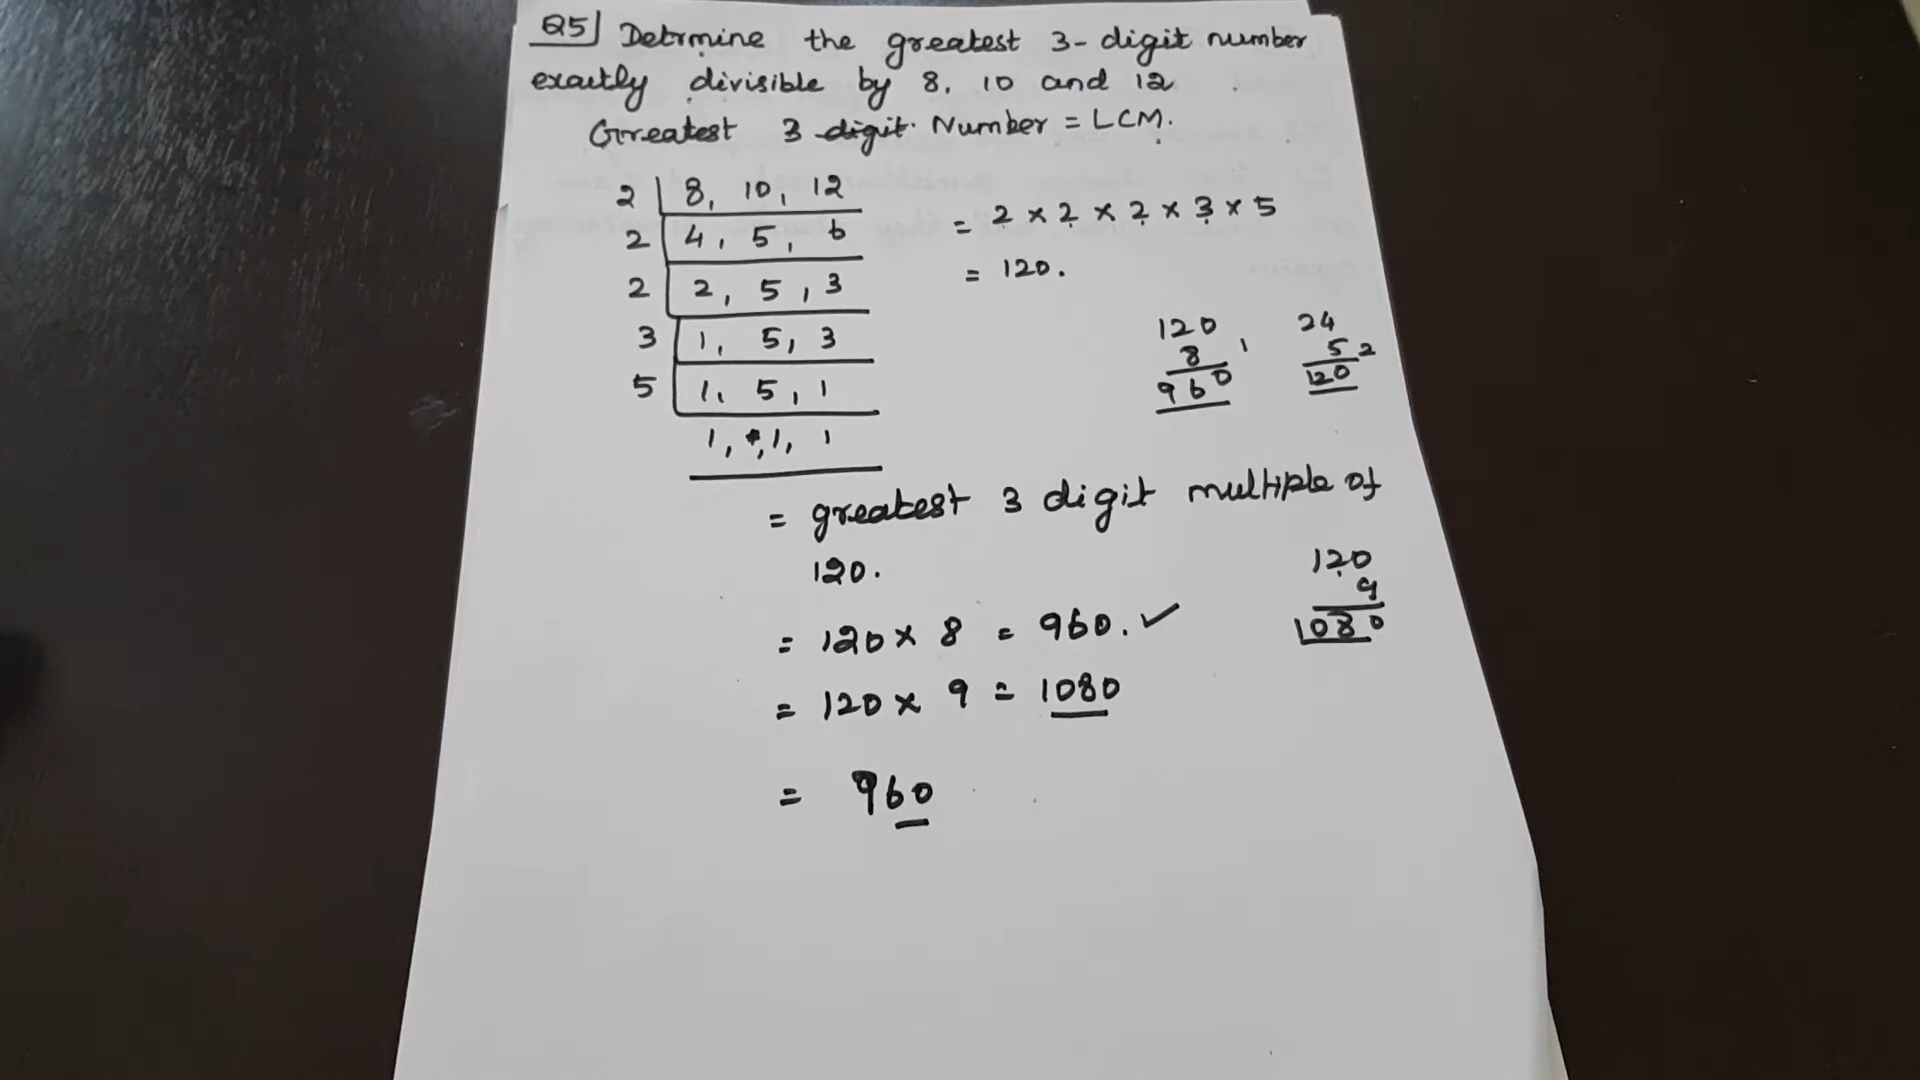 Q5 Detrmine the greatest 3-digit number
exactly divisible by 8, 10 and 12
Greatest 3 digit. Number = LCM.
2 | 8, 10, 12
2 | 4, 5, 6
2 | 2, 5, 3
3 | 1, 5, 3
5 | 1, 5, 1
1, 1, 1
= 2 × 2 × 2 × 3 × 5
= 120.
120
8 1
960
24
5 2
120
= greatest 3 digit multiple of
120.
= 120 × 8 = 960. ✓
= 120 × 9 = 1080
120
9
1080
= 960